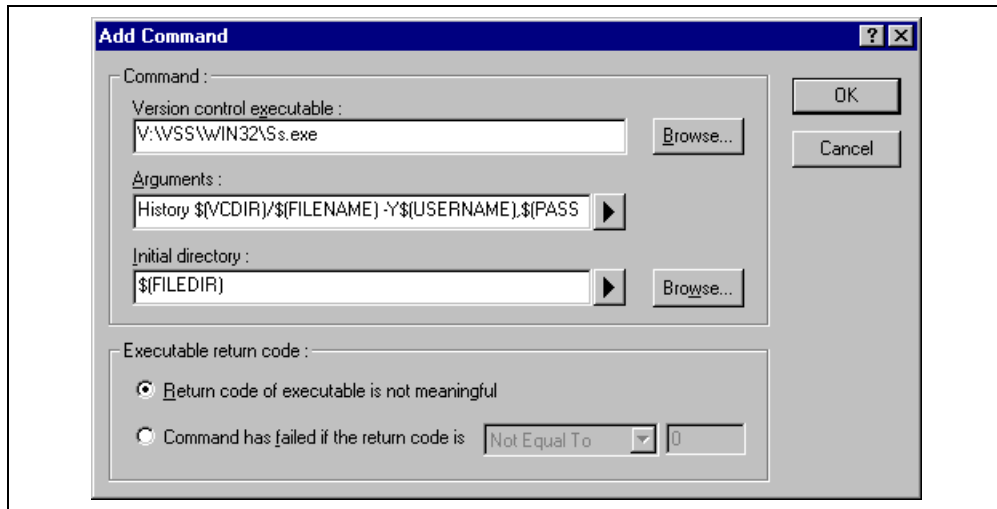 Add Command
Command :
Version control executable :
V:\VSS\WIN32\Ss.exe
Browse...
Arguments :
History $(VCDIR)/$(FILENAME) -Y$(USERNAME),$(PASS
Initial directory :
$(FILEDIR)
Browse...
OK
Cancel
Executable return code :
Return code of executable is not meaningful
Command has failed if the return code is
Not Equal To
0